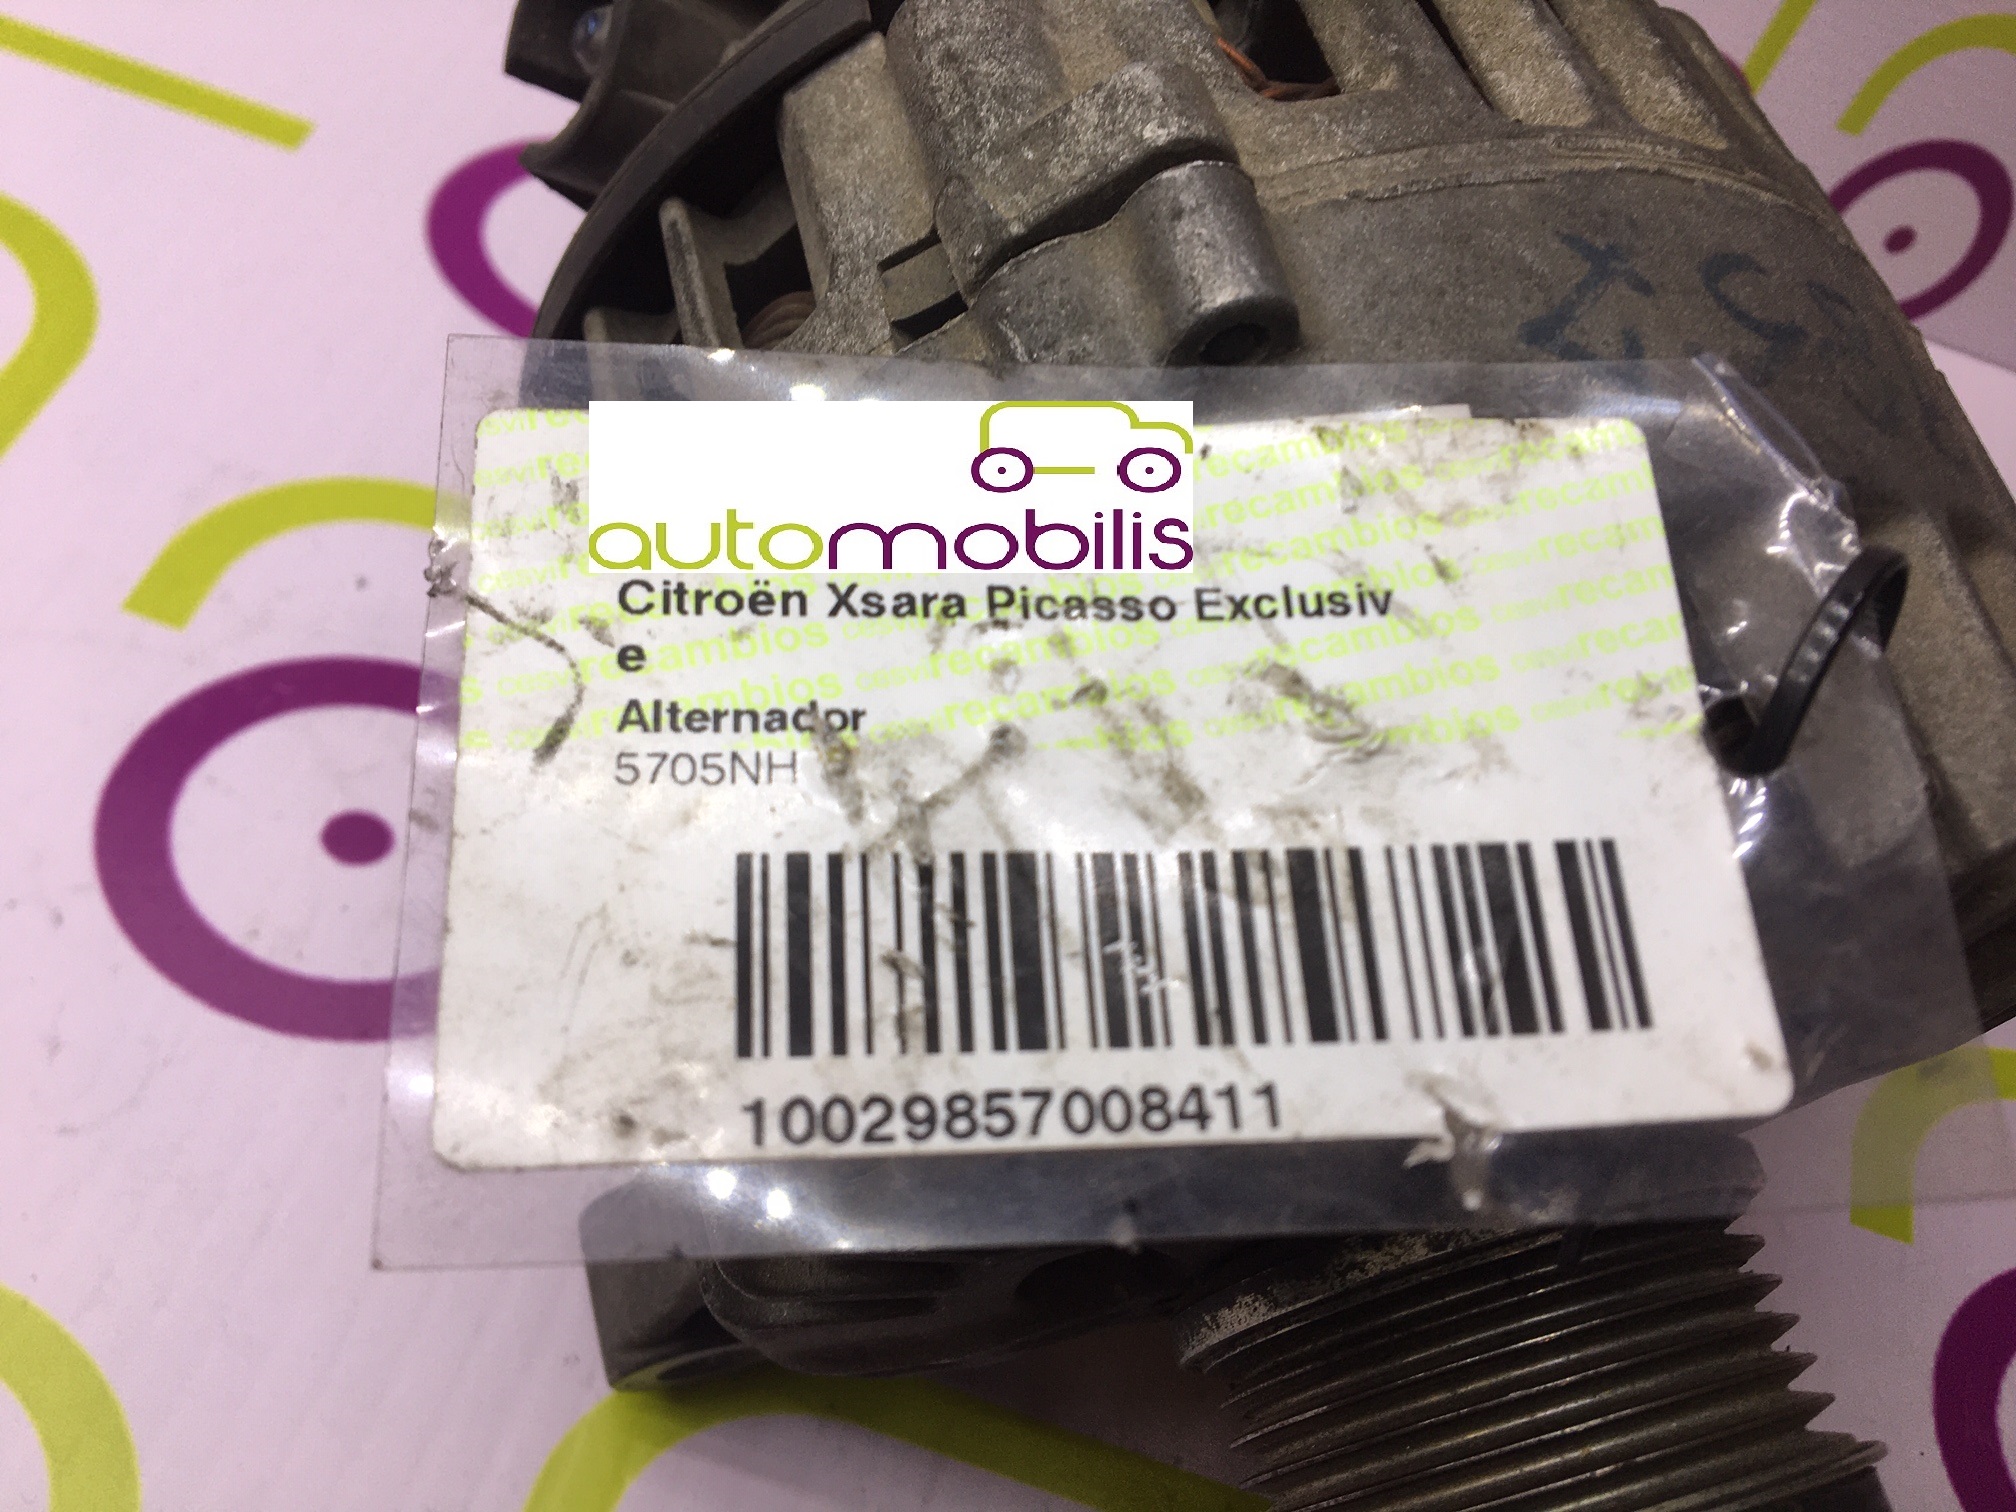 automobilis
Citroën Xsara Picasso Exclusiv
e
Alternador
5705NH
10029857008411